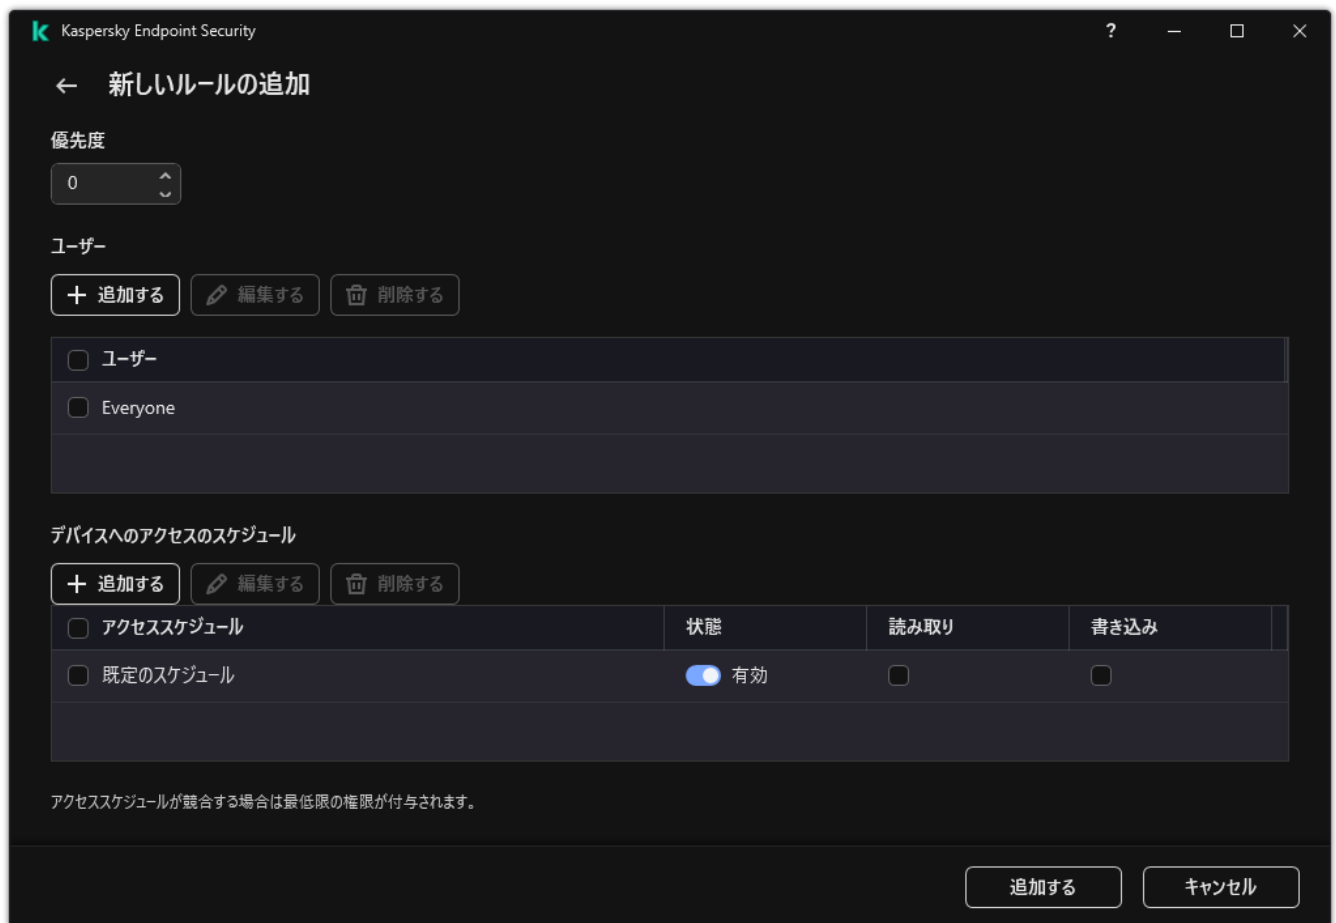 Kaspersky Endpoint Security
?
新しいルールの追加
優先度
0
ユーザー
追加する 編集する 削除する
ユーザー
Everyone
デバイスへのアクセスのスケジュール
追加する 編集する 削除する
アクセススケジュール 状態 読み取り 書き込み
既定のスケジュール 有効
アクセススケジュールが競合する場合は最低限の権限が付与されます。
追加する キャンセル